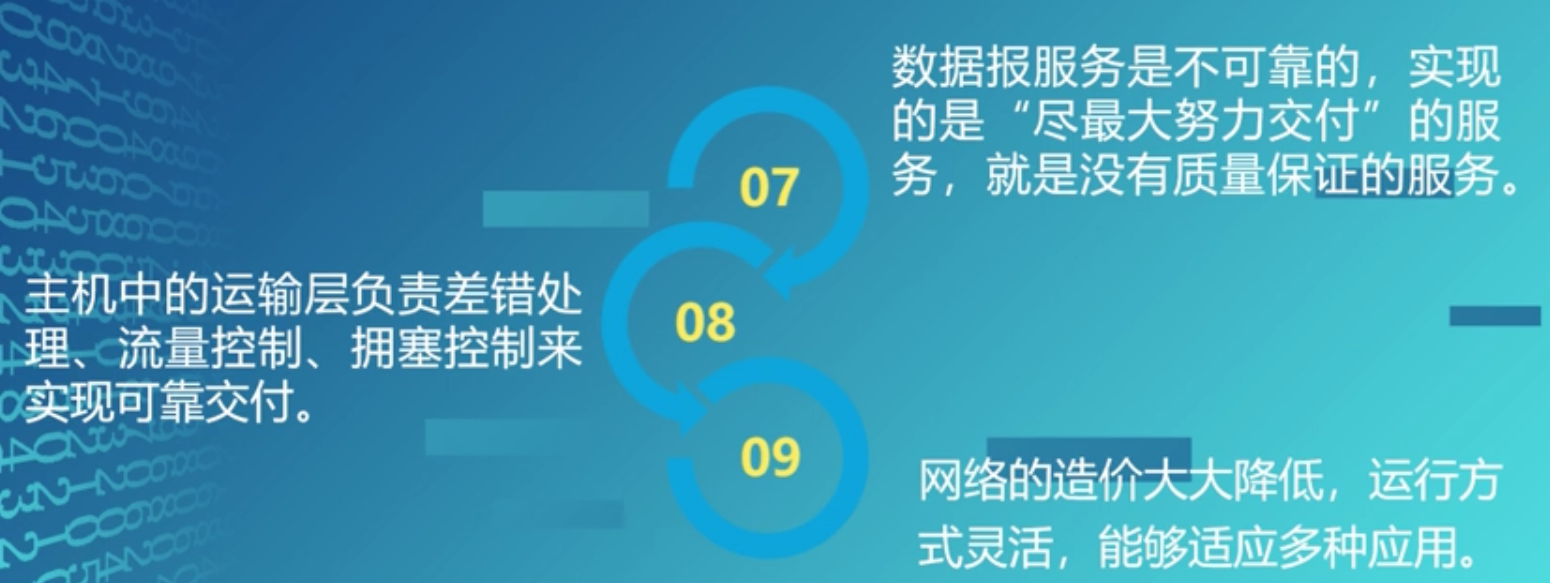 07
数据报服务是不可靠的，实现
的是“尽最大努力交付”的服
务，就是没有质量保证的服务。
08
主机中的运输层负责差错处
理、流量控制、拥塞控制来
实现可靠交付。
09
网络的造价大大降低，运行方
式灵活，能够适应多种应用。